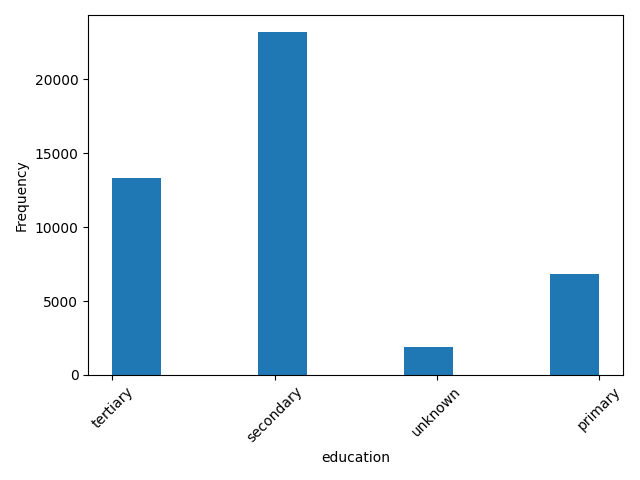 Frequency
20000
15000
10000
5000
0
tertiary
secondary
unknown
primary
education